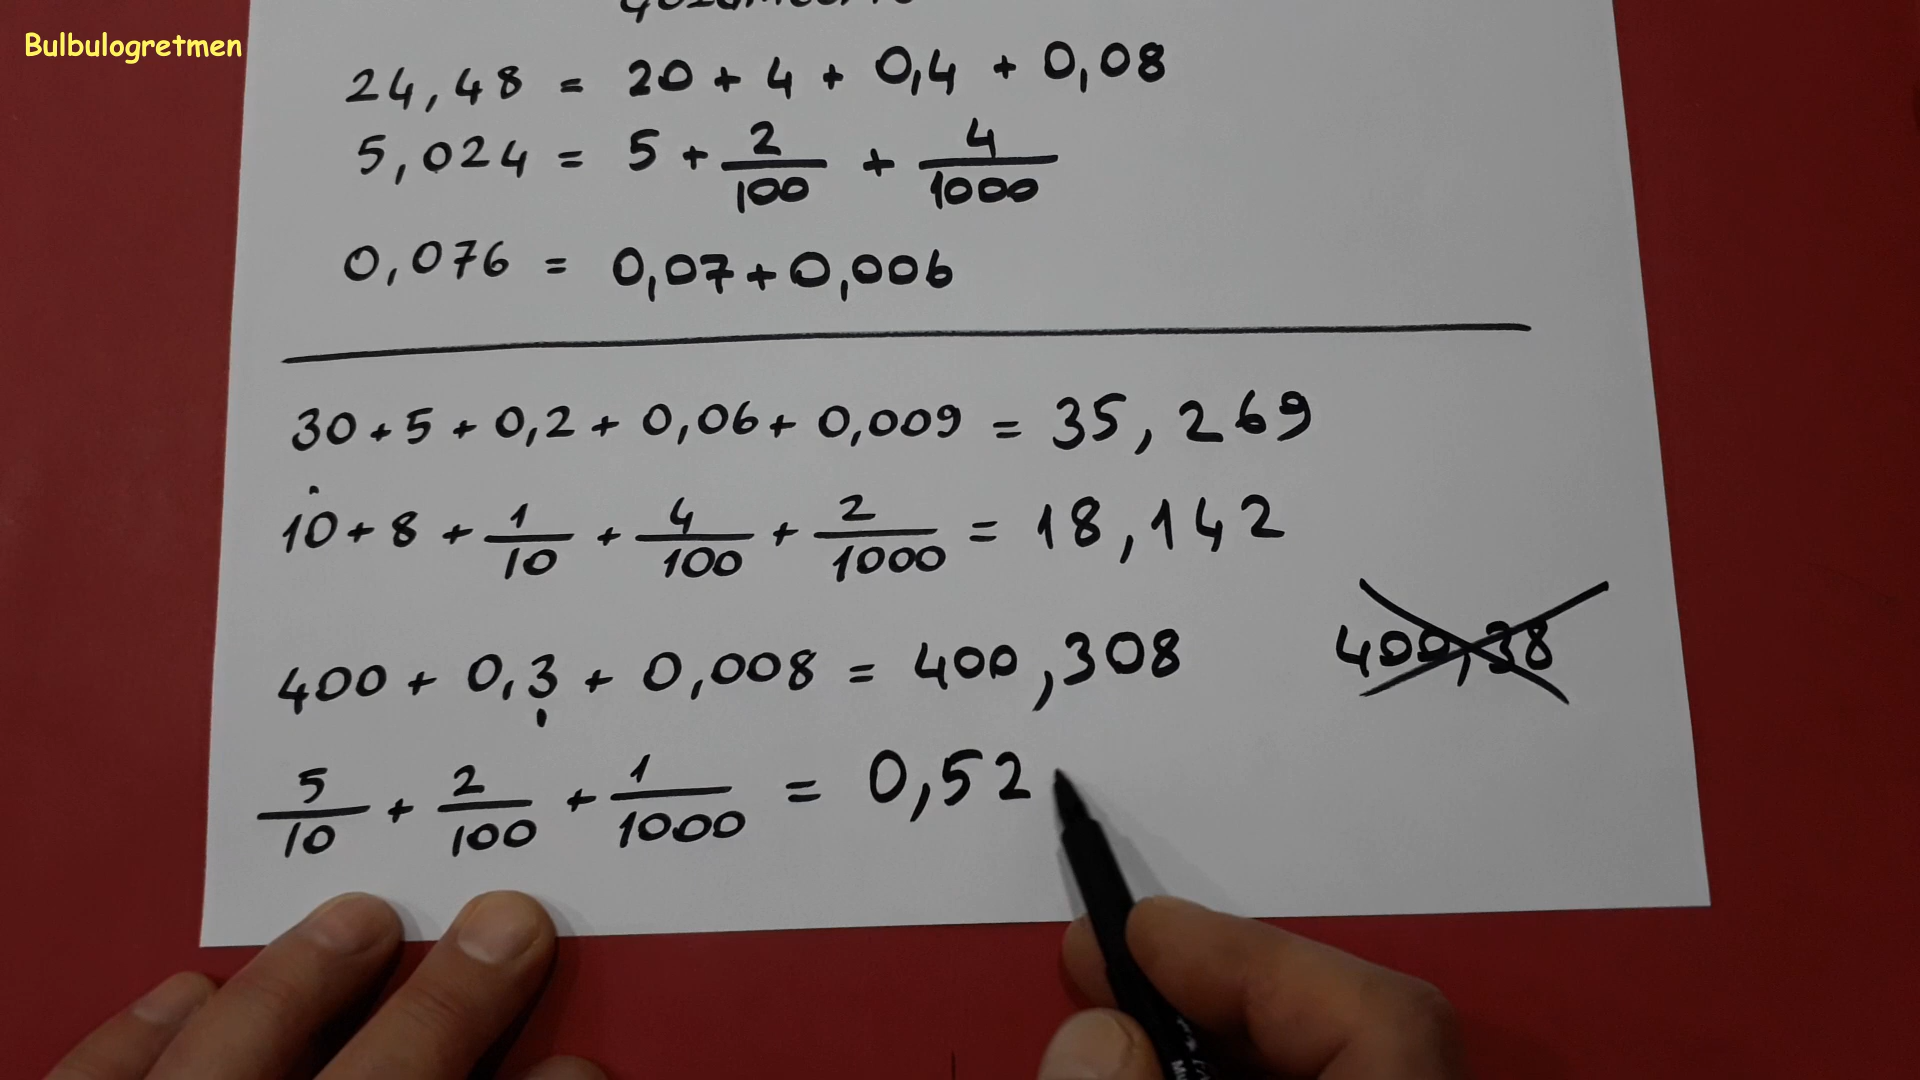 Bulbulogretmen
24,48 = 20 + 4 + 0,4 + 0,08
5,024 = 5 + 2/100 + 4/1000
0,076 = 0,07 + 0,006
30 + 5 + 0,2 + 0,06 + 0,009 = 35,269
10 + 8 + 1/10 + 4/100 + 2/1000 = 18,142
400 + 0,3 + 0,008 = 400,308 400,38
5/10 + 2/100 + 1/1000 = 0,52